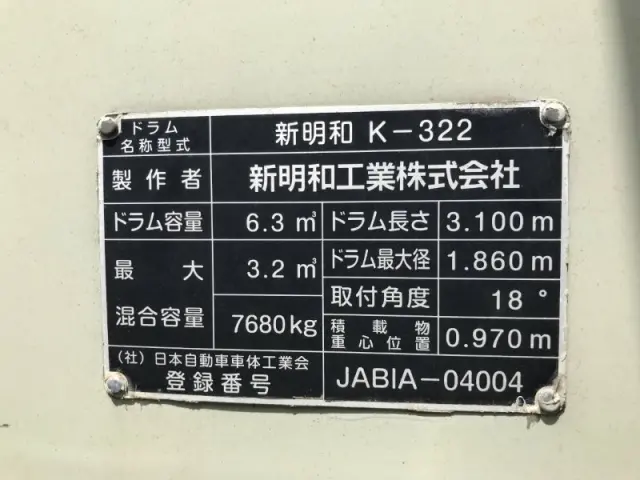 ドラム
名称型式
新明和 K-322
製作者
新明和工業株式会社
ドラム容量
6.3 ㎥
ドラム長さ
3.100 m
最大
混合容量
3.2 ㎥
7680kg
ドラム最大径
1.860 m
取付角度
18 °
積載物
重心位置
0.970 m
(社) 日本自動車車体工業会
登録番号
JABIA-04004